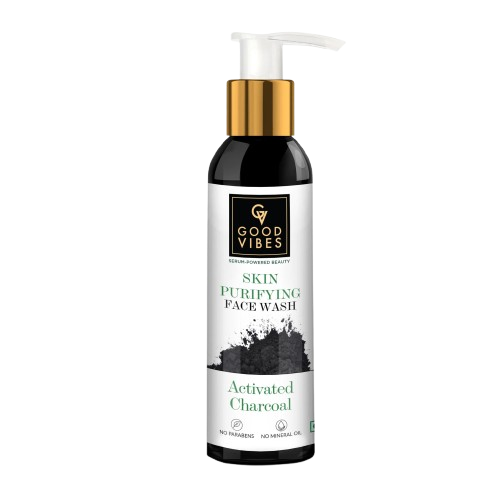 GV
GOOD
VIBES
SERUM-POWERED BEAUTY
SKIN
PURIFYING
FACE WASH
Activated
Charcoal
NO PARABENS NO MINERAL OIL